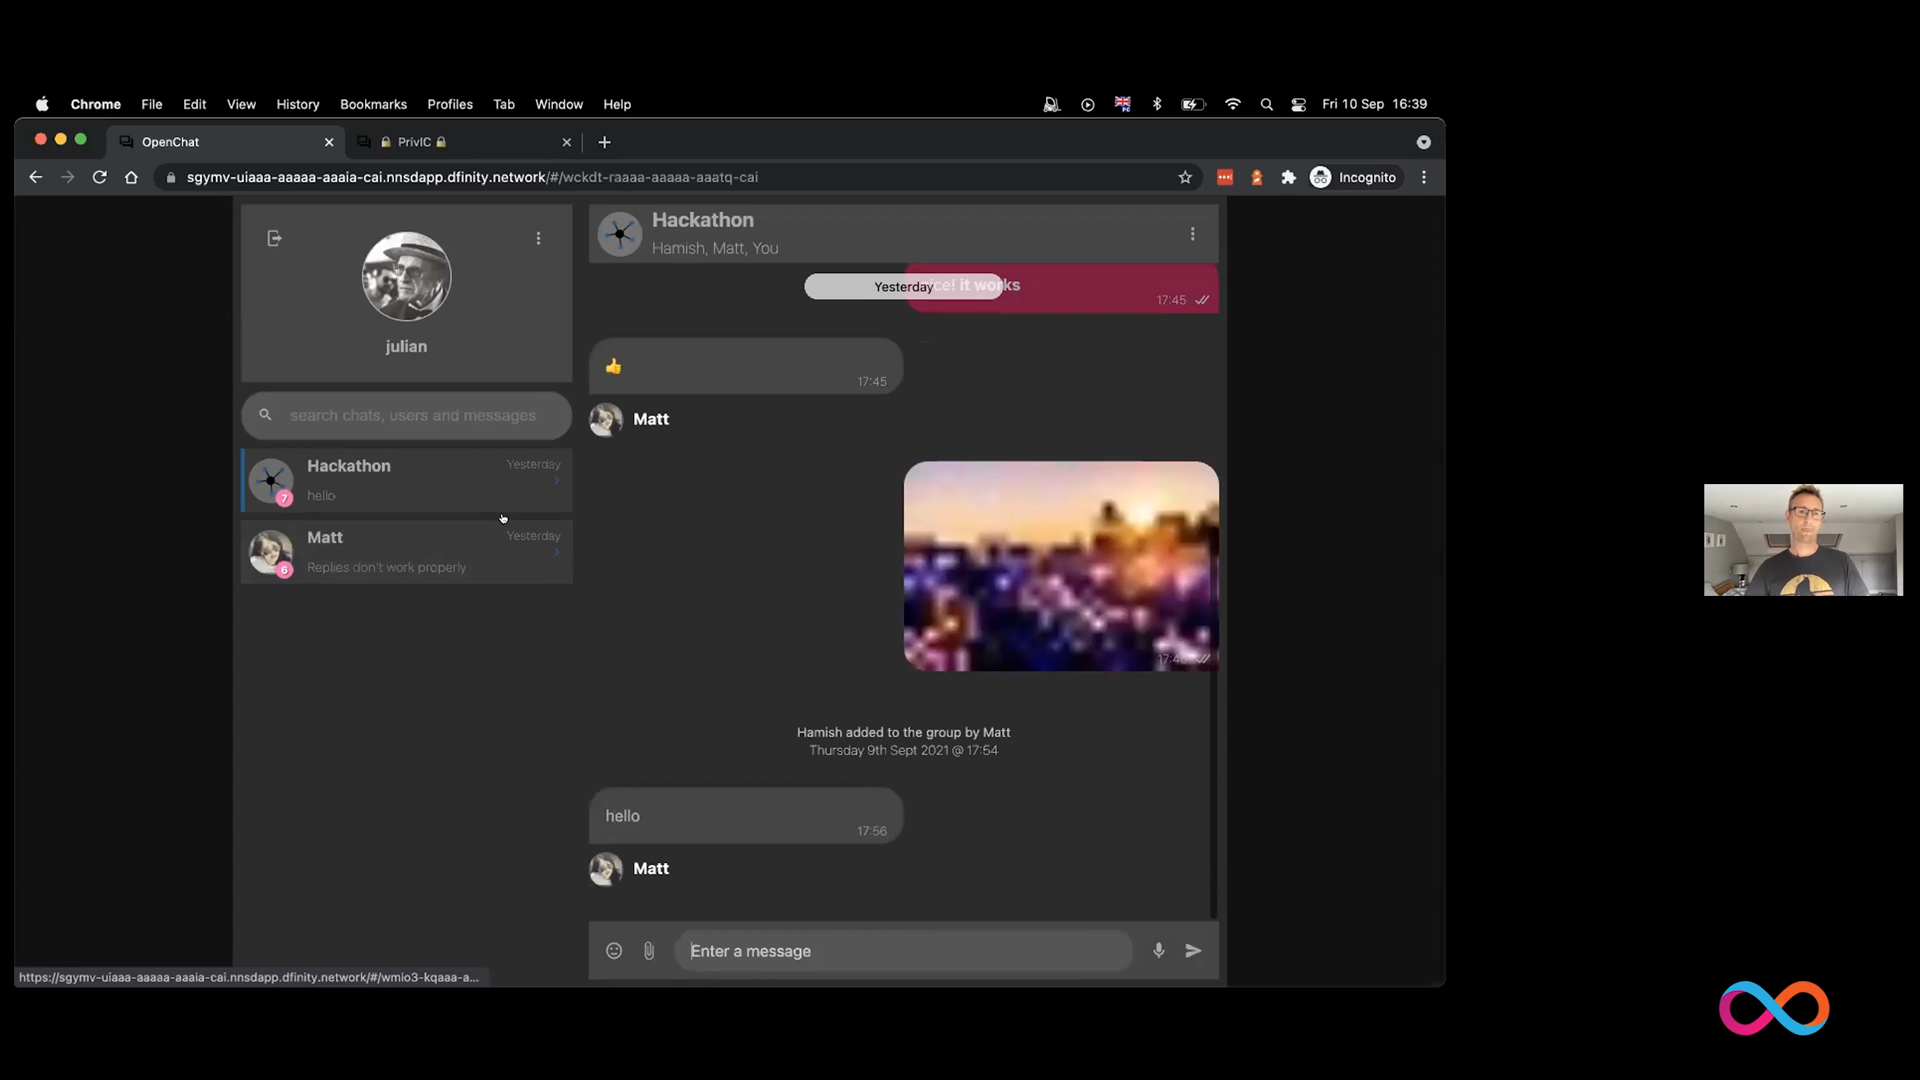 Chrome File Edit View History Bookmarks Profiles Tab Window Help Fri 10 Sep 16:39
OpenChat PrivIC
sgymv-uiaaa-aaaaa-aaaia-cai.nnsdapp.dfinity.network/#/wckdt-raaaa-aaaaa-aaatq-cai Incognito
julian
search chats, users and messages
Hackathon Yesterday
hello
7
Matt Yesterday
Replies don't work properly
6
Hackathon
Hamish, Matt, You
Yesterday
it works
17:45
👍
17:45
Matt
Hamish added to the group by Matt
Thursday 9th Sept 2021 @ 17:54
hello
17:56
Matt
Enter a message
https://sgymv-uiaaa-aaaaa-aaaia-cai.nnsdapp.dfinity.network/#/wmio3-kqaaa-a...